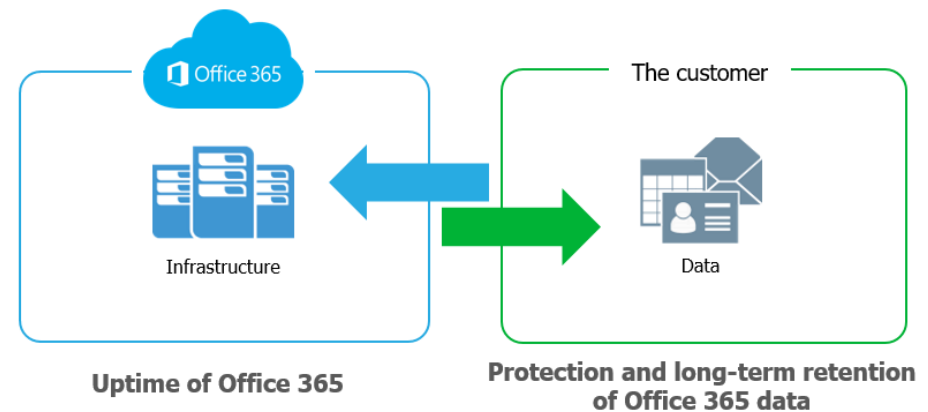 Office 365
The customer
Infrastructure
Data
Uptime of Office 365
Protection and long-term retention
of Office 365 data